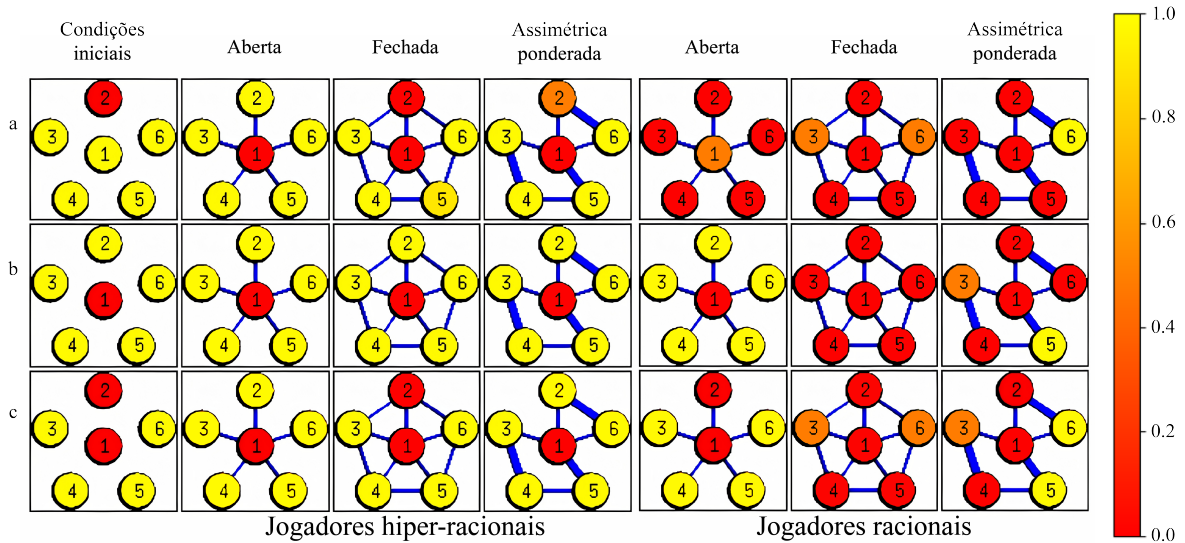 Condições
iniciais
Aberta
Fechada
Assimétrica
ponderada
Aberta
Fechada
Assimétrica
ponderada
1.0
0.8
0.6
0.4
0.2
0.0
a
2 3 1 6 4 5
2 3 1 6 4 5
2 3 1 6 4 5
2 3 1 6 4 5
2 3 1 6 4 5
2 3 1 6 4 5
2 3 1 6 4 5
b
2 3 1 6 4 5
2 3 1 6 4 5
2 3 1 6 4 5
2 3 1 6 4 5
2 3 1 6 4 5
2 3 1 6 4 5
2 3 1 6 4 5
c
2 3 1 6 4 5
2 3 1 6 4 5
2 3 1 6 4 5
2 3 1 6 4 5
2 3 1 6 4 5
2 3 1 6 4 5
2 3 1 6 4 5
Jogadores hiper-racionais
Jogadores racionais